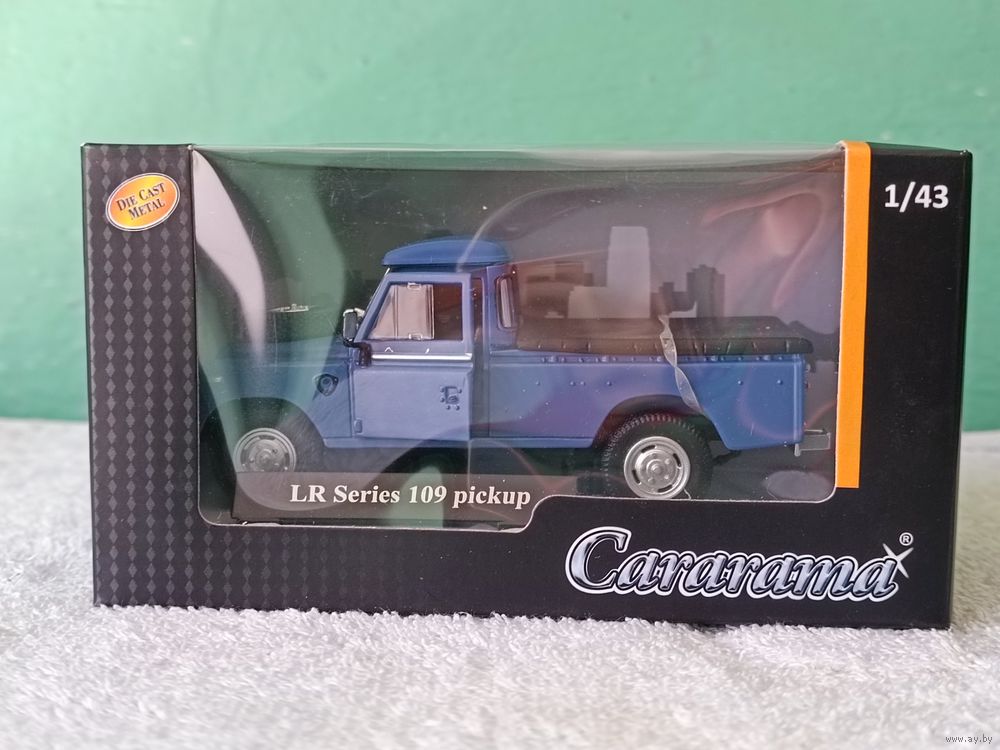 DIE CAST
METAL
1/43
LR Series 109 pickup
Cararama®
www.ay.by